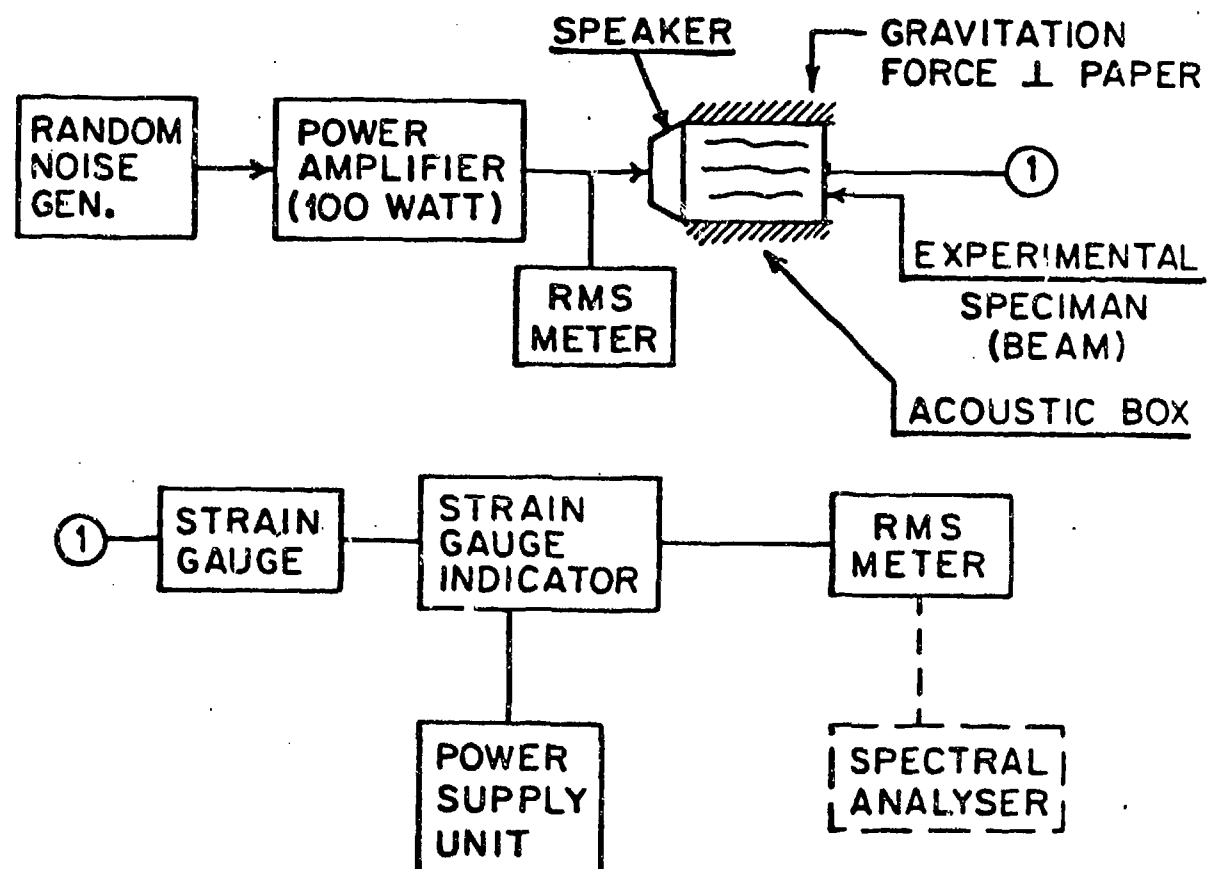 SPEAKER
GRAVITATION
FORCE ⊥ PAPER
RANDOM
NOISE
GEN.
POWER
AMPLIFIER
(100 WATT)
1
RMS
METER
EXPERIMENTAL
SPECIMAN
(BEAM)
ACOUSTIC BOX
1
STRAIN
GAUGE
STRAIN
GAUGE
INDICATOR
RMS
METER
POWER
SUPPLY
UNIT
SPECTRAL
ANALYSER